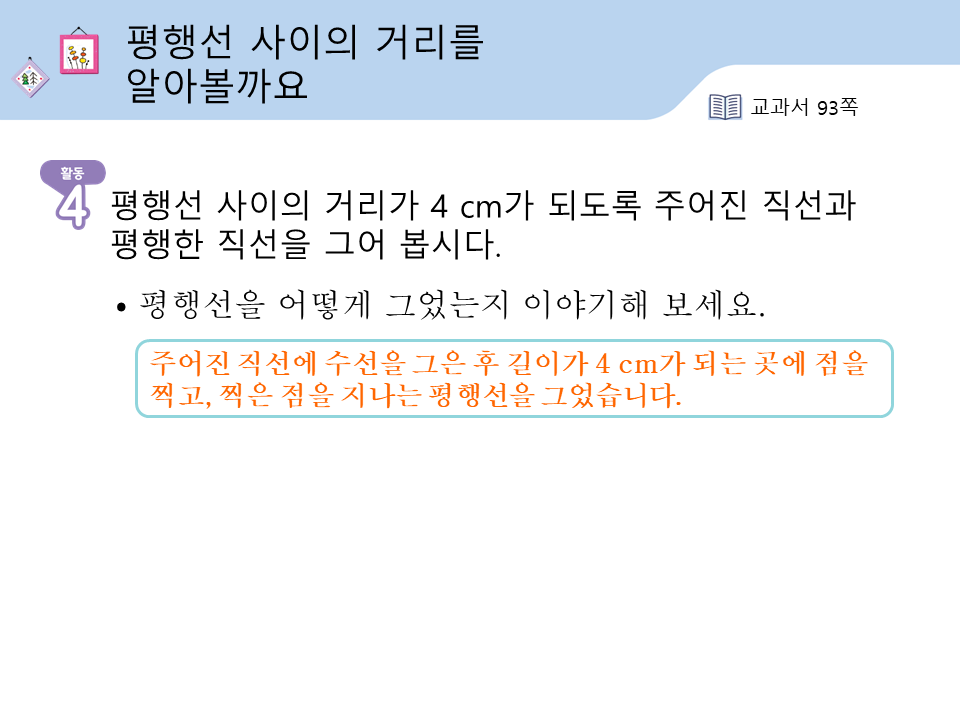 평행선 사이의 거리를
알아볼까요
교과서 93쪽
활동
4
평행선 사이의 거리가 4 cm가 되도록 주어진 직선과
평행한 직선을 그어 봅시다.
• 평행선을 어떻게 그었는지 이야기해 보세요.
주어진 직선에 수선을 그은 후 길이가 4 cm가 되는 곳에 점을
찍고, 찍은 점을 지나는 평행선을 그었습니다.